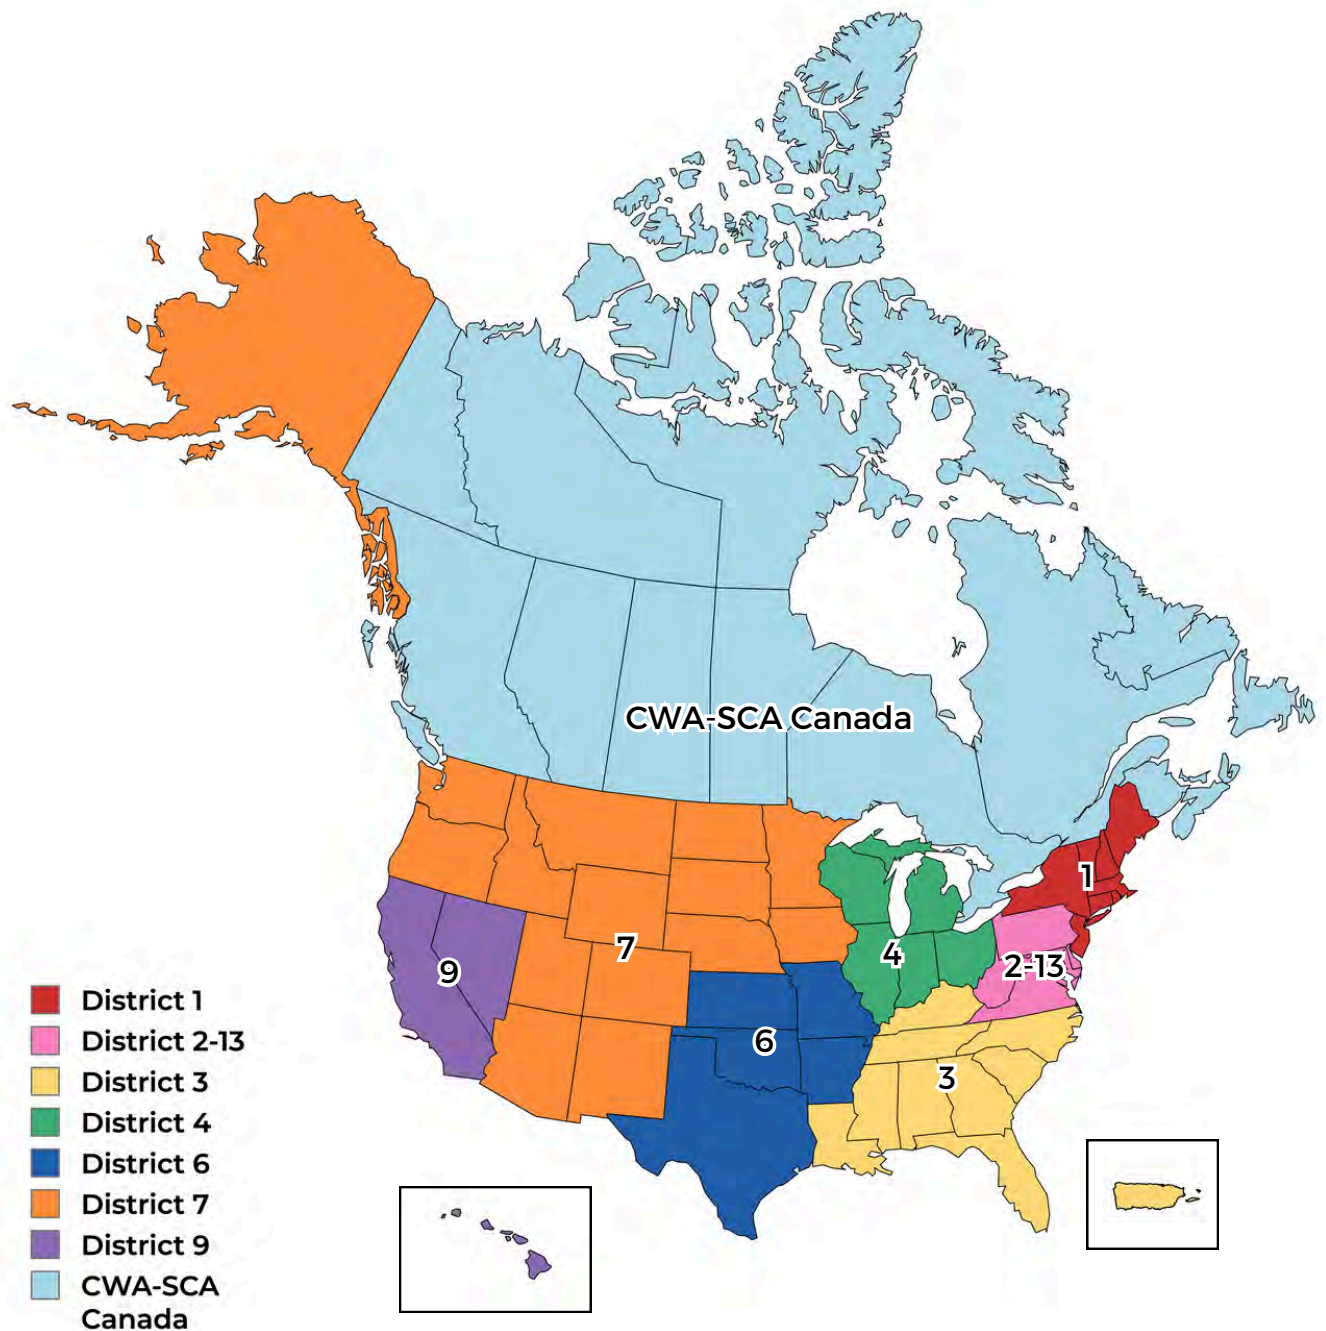 CWA-SCA Canada
1
7
4
2-13
9
6
3
District 1
District 2-13
District 3
District 4
District 6
District 7
District 9
CWA-SCA
Canada